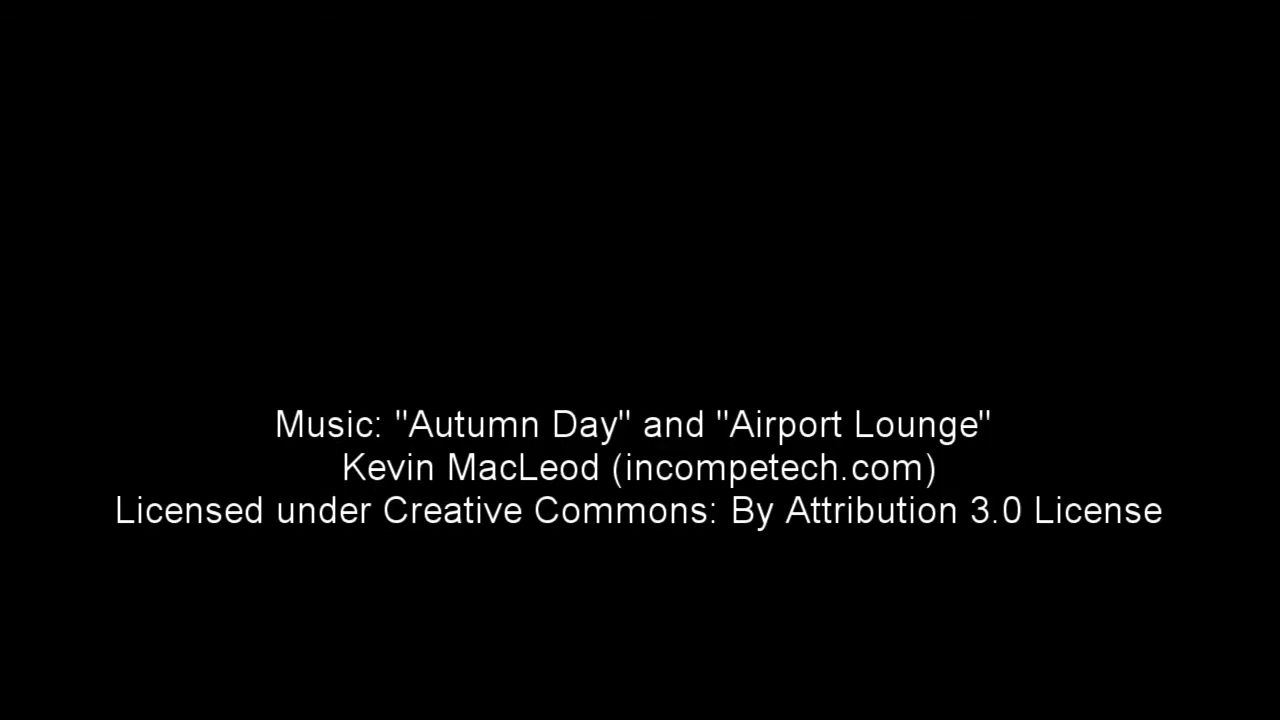 Music: "Autumn Day" and "Airport Lounge"
Kevin MacLeod (incompetech.com)
Licensed under Creative Commons: By Attribution 3.0 License